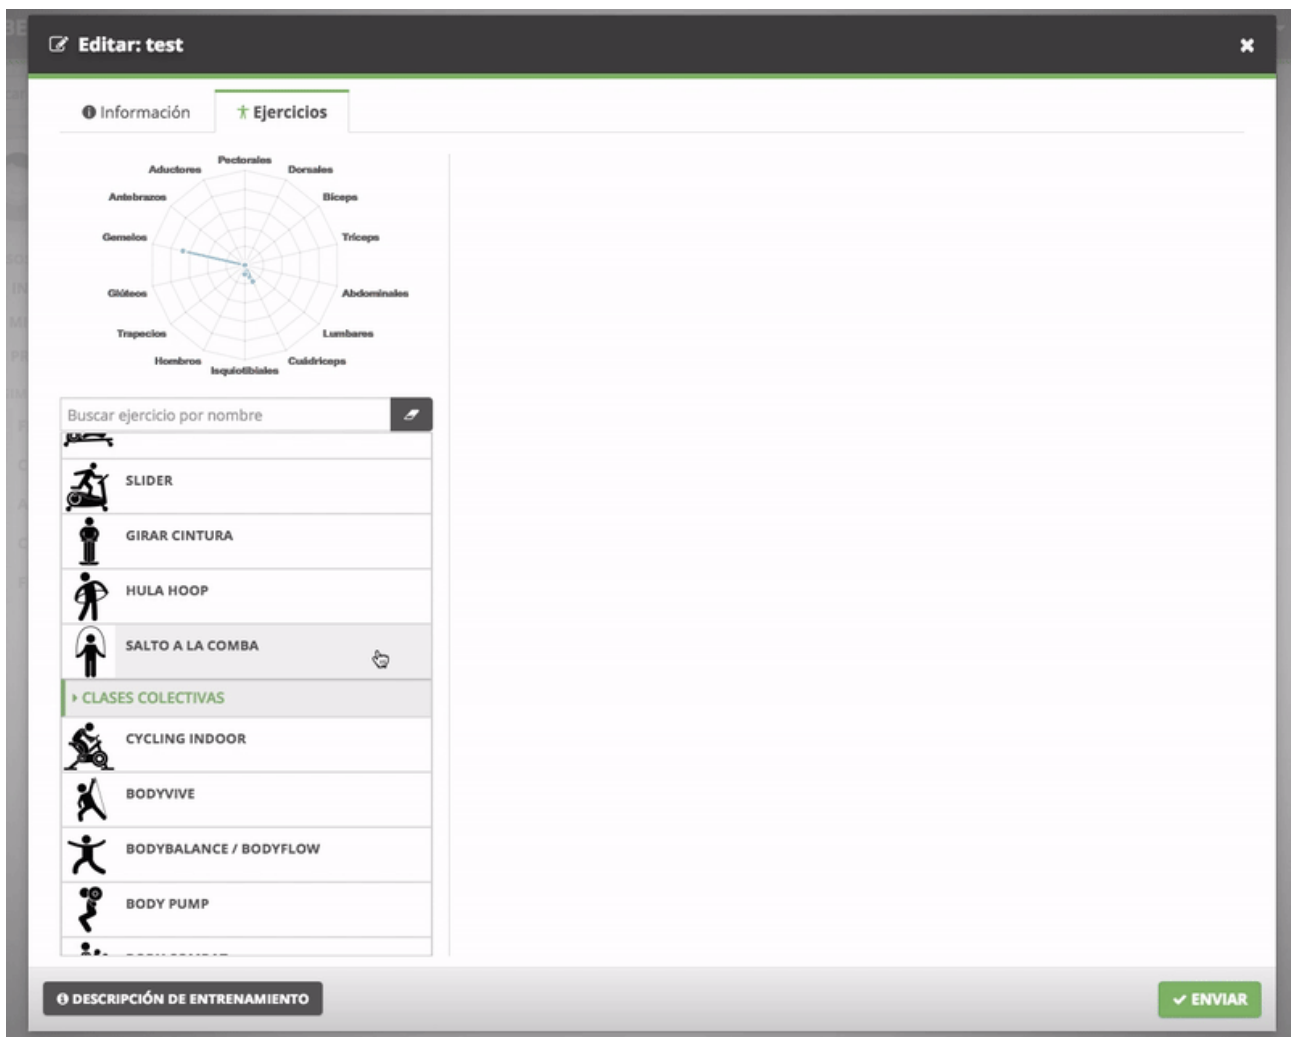 Editar: test
Información
Ejercicios
Pectorales
Aductores
Dorsales
Antebrazos
Bíceps
Gemelos
Tríceps
Glúteos
Abdominales
Trapecios
Lumbares
Hombros
Cuádriceps
Isquiotibiales
Buscar ejercicio por nombre
SLIDER
GIRAR CINTURA
HULA HOOP
SALTO A LA COMBA
CLASES COLECTIVAS
CYCLING INDOOR
BODYVIVE
BODYBALANCE / BODYFLOW
BODY PUMP
DESCRIPCIÓN DE ENTRENAMIENTO
ENVIAR